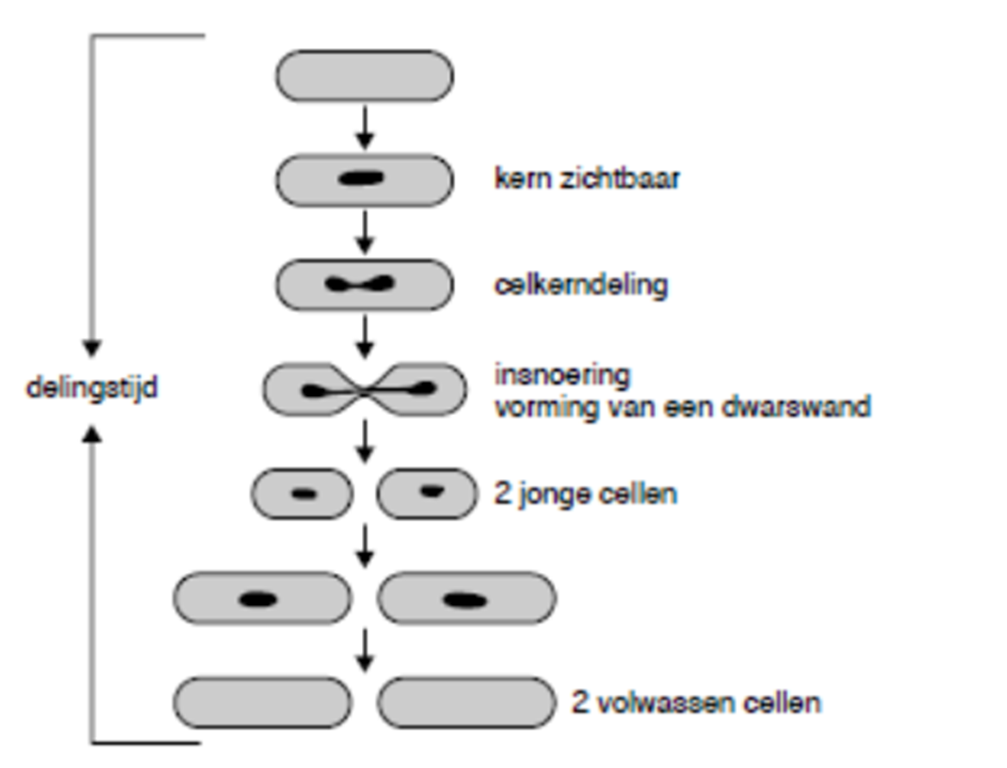 kern zichtbaar
celkerndeling
insnoering
vorming van een dwarswand
delingstijd
2 jonge cellen
2 volwassen cellen